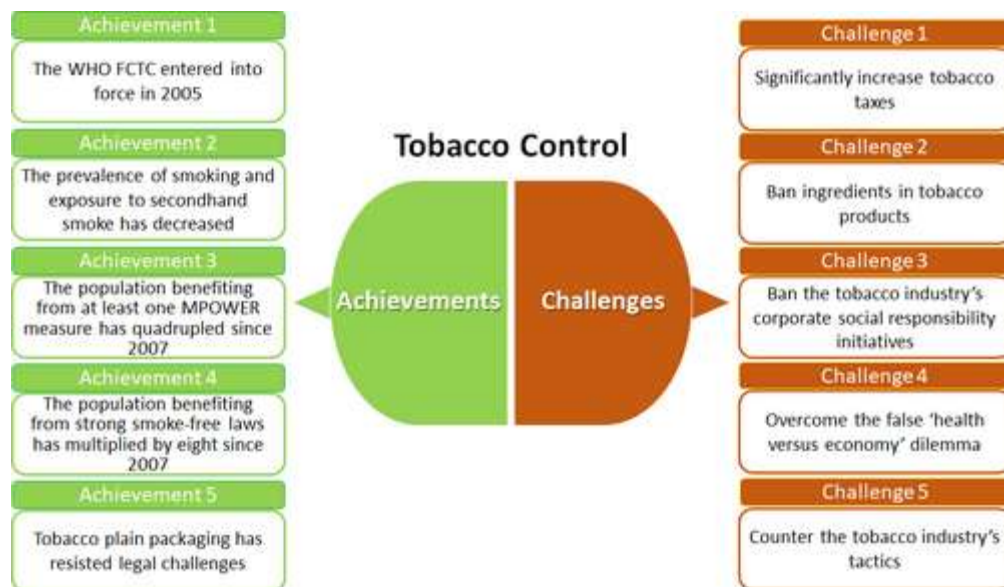 Achievement 1
The WHO FCTC entered into
force in 2005
Achievement 2
The prevalence of smoking and
exposure to secondhand
smoke has decreased
Achievement 3
The population benefiting
from at least one MPOWER
measure has quadrupled since
2007
Achievement 4
The population benefiting
from strong smoke-free laws
has multiplied by eight since
2007
Achievement 5
Tobacco plain packaging has
resisted legal challenges
Tobacco Control
Achievements
Challenges
Challenge 1
Significantly increase tobacco
taxes
Challenge 2
Ban ingredients in tobacco
products
Challenge 3
Ban the tobacco industry's
corporate social responsibility
initiatives
Challenge 4
Overcome the false 'health
versus economy' dilemma
Challenge 5
Counter the tobacco industry's
tactics